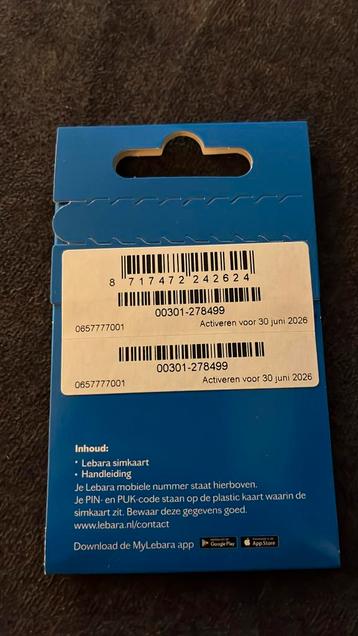 8 717472 242624
00301-278499
0657777001 Activeren voor 30 juni 2026
00301-278499
0657777001 Activeren voor 30 juni 2026
Inhoud:
• Lebara simkaart
• Handleiding
Je Lebara mobiele nummer staat hierboven.
Je PIN- en PUK-code staan op de plastic kaart waarin de
simkaart zit. Bewaar deze gegevens goed.
www.lebara.nl/contact
Download de MyLebara app Google Play App Store